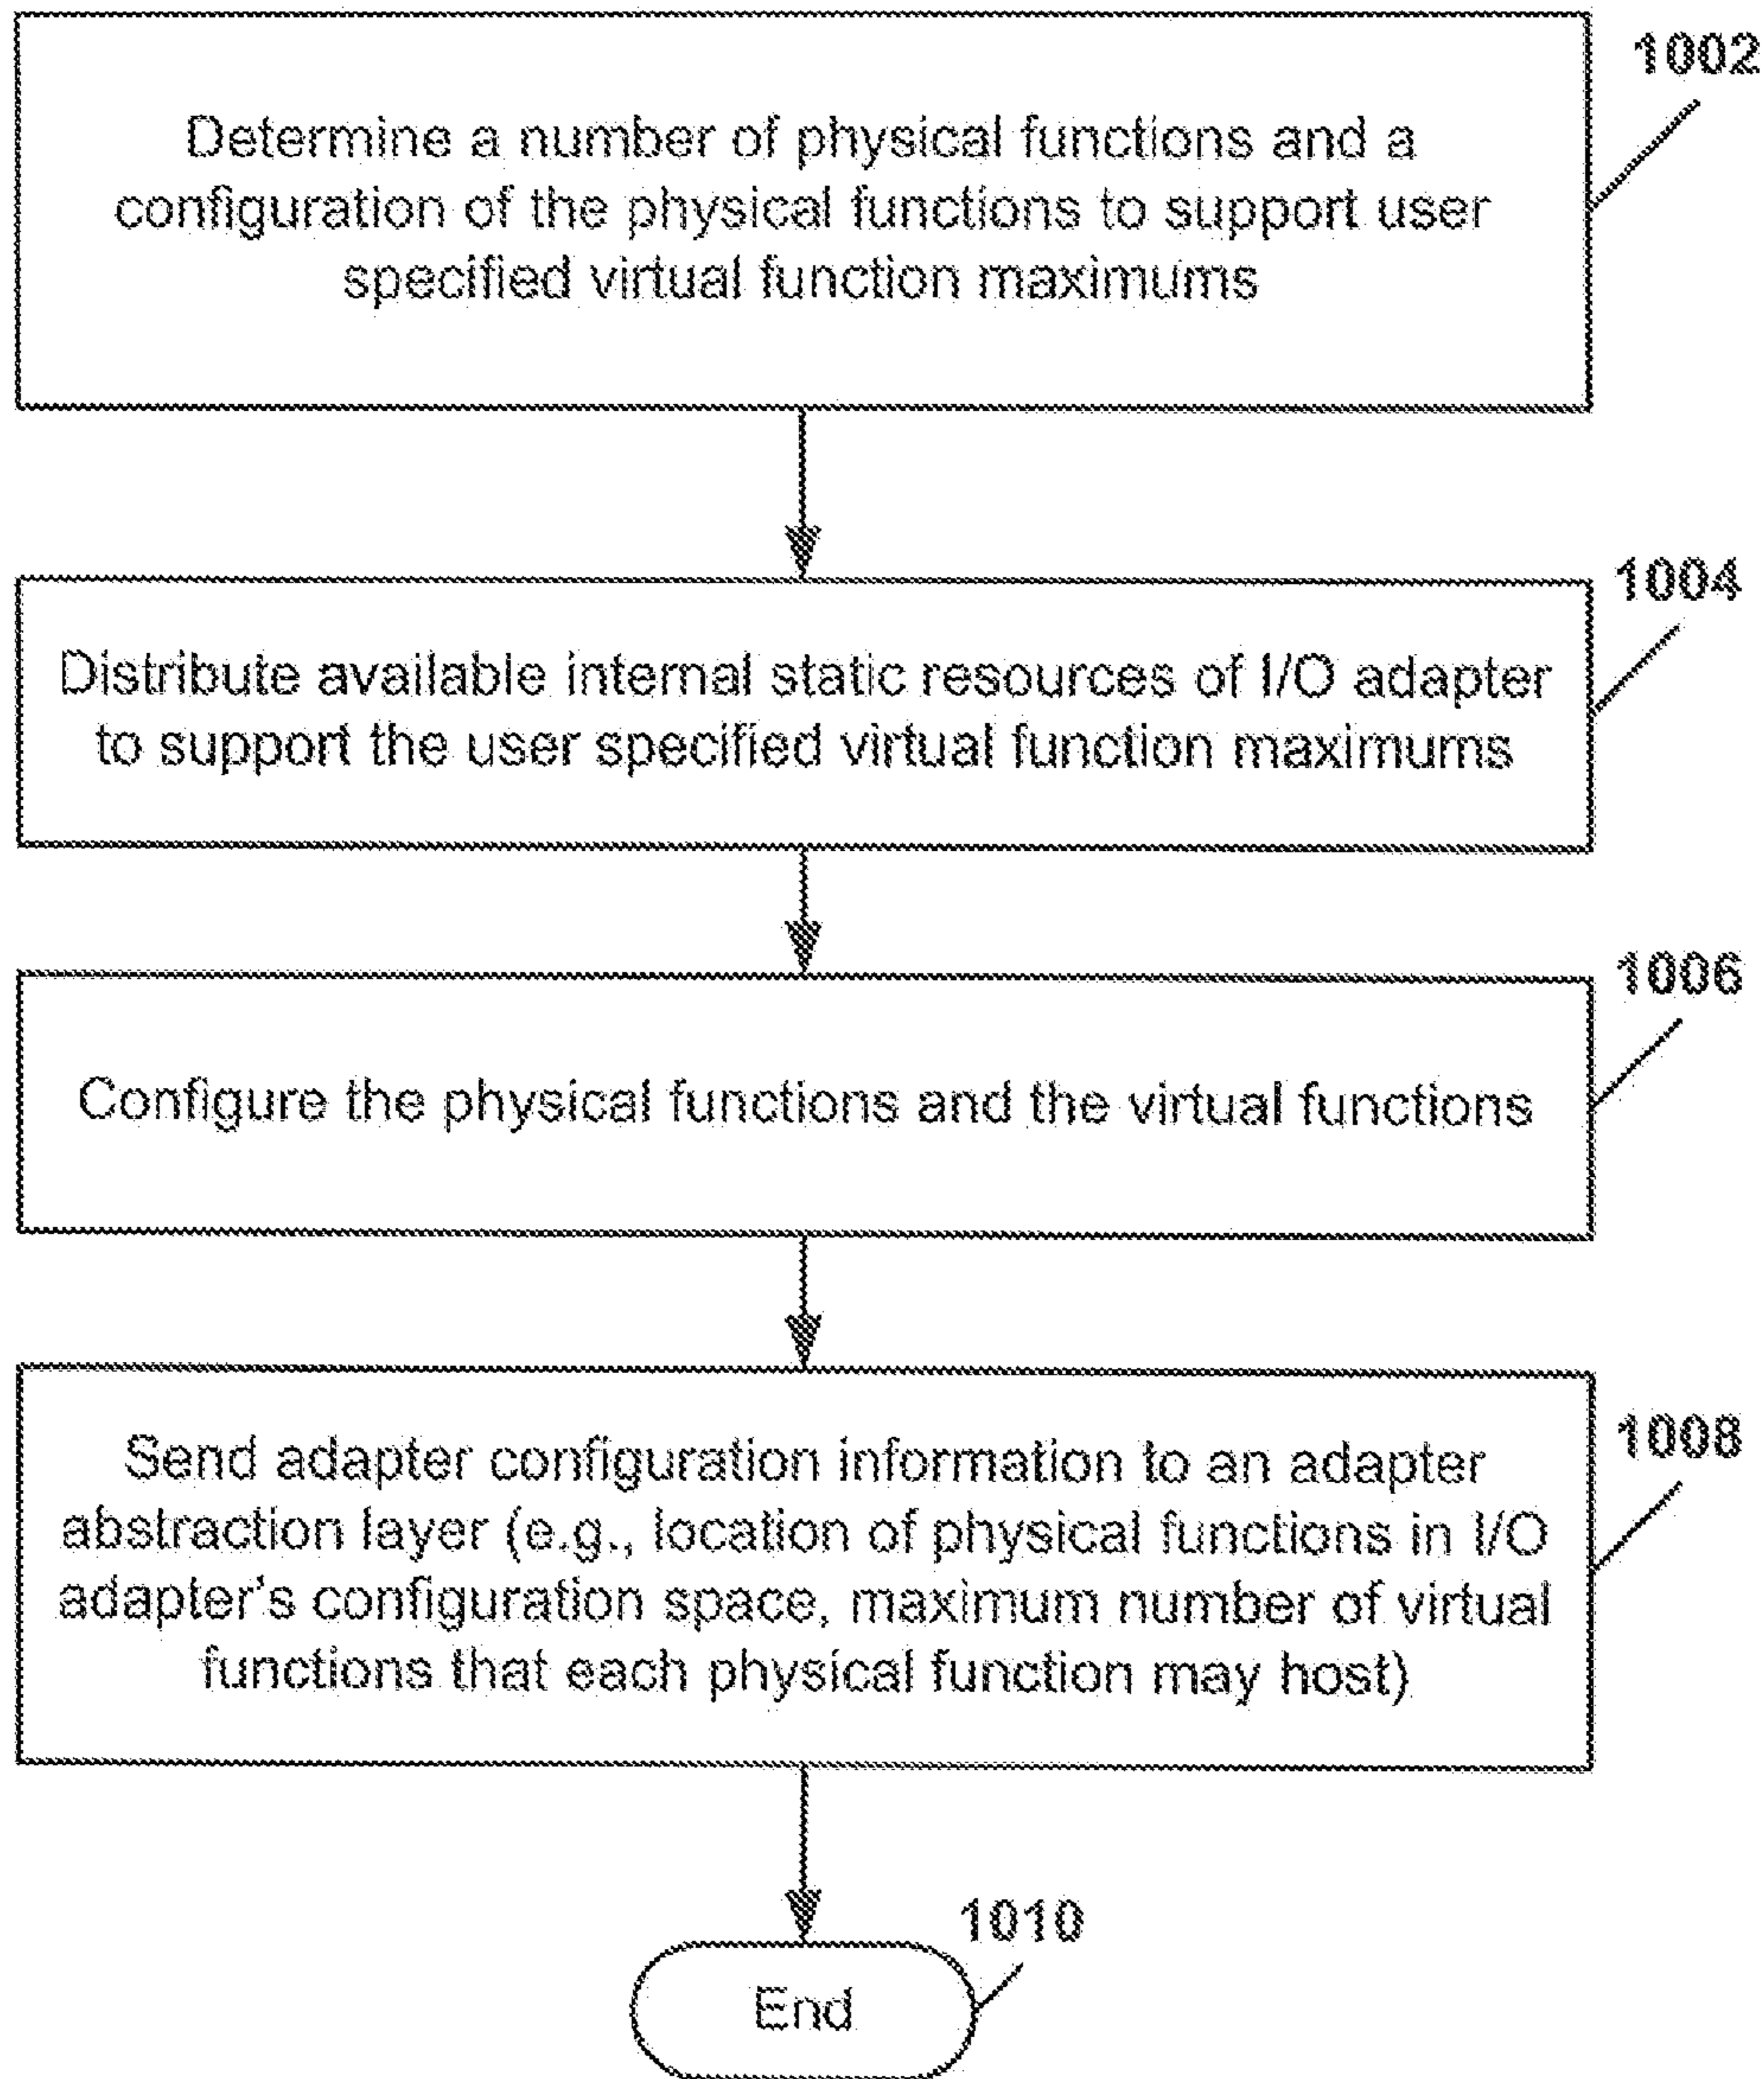 1002
Determine a number of physical functions and a
configuration of the physical functions to support user
specified virtual function maximums
1004
Distribute available internal static resources of I/O adapter
to support the user specified virtual function maximums
1006
Configure the physical functions and the virtual functions
1008
Send adapter configuration information to an adapter
abstraction layer (e.g., location of physical functions in I/O
adapter's configuration space, maximum number of virtual
functions that each physical function may host)
1010
End